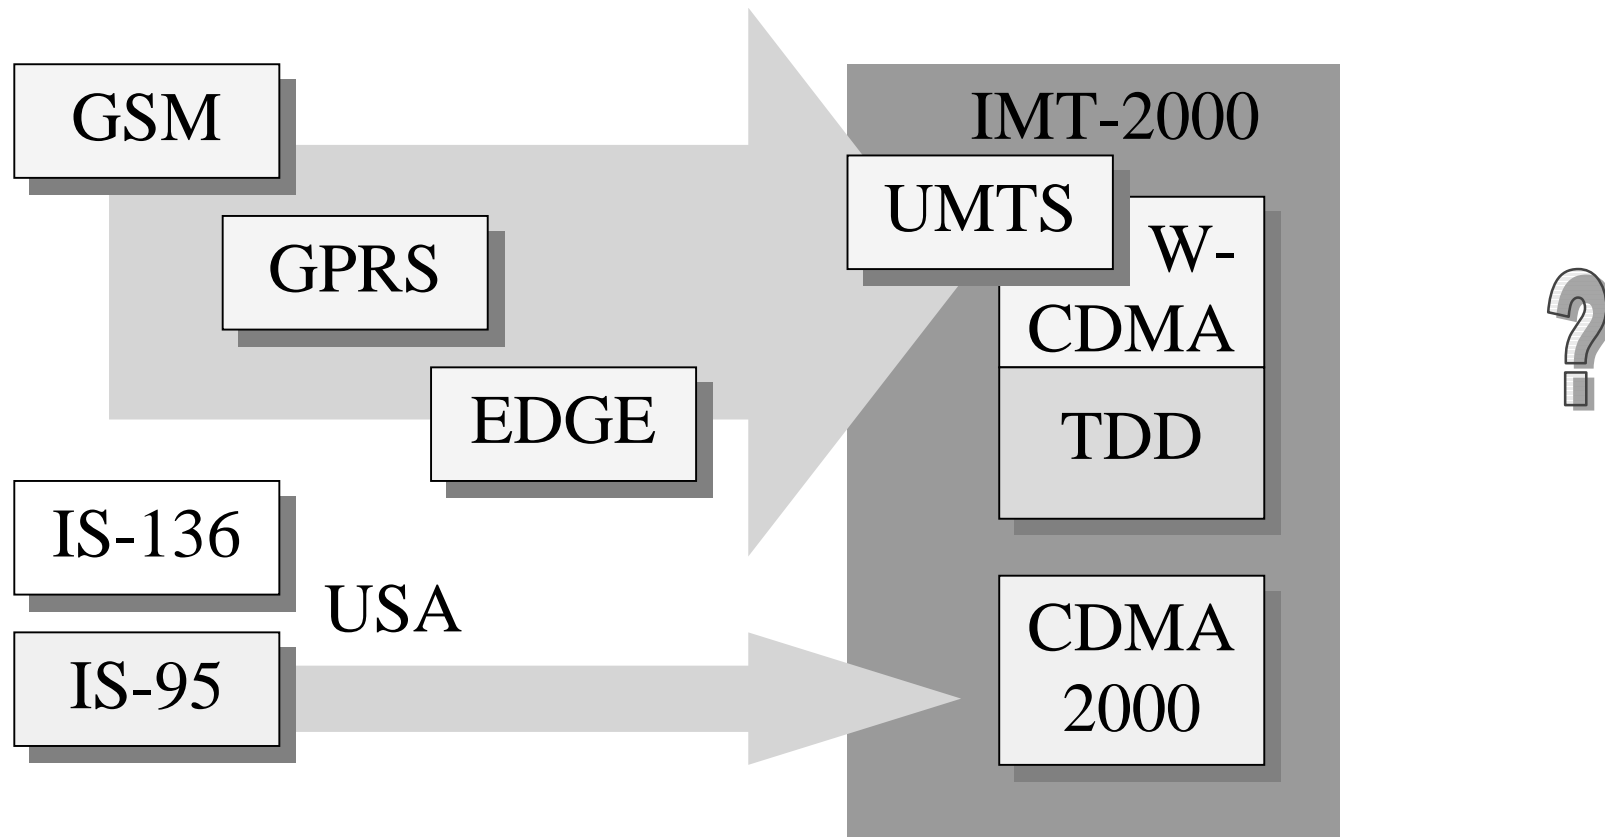 GSM
GPRS
EDGE
IS-136
USA
IS-95
IMT-2000
UMTS
W-
CDMA
TDD
CDMA
2000
?